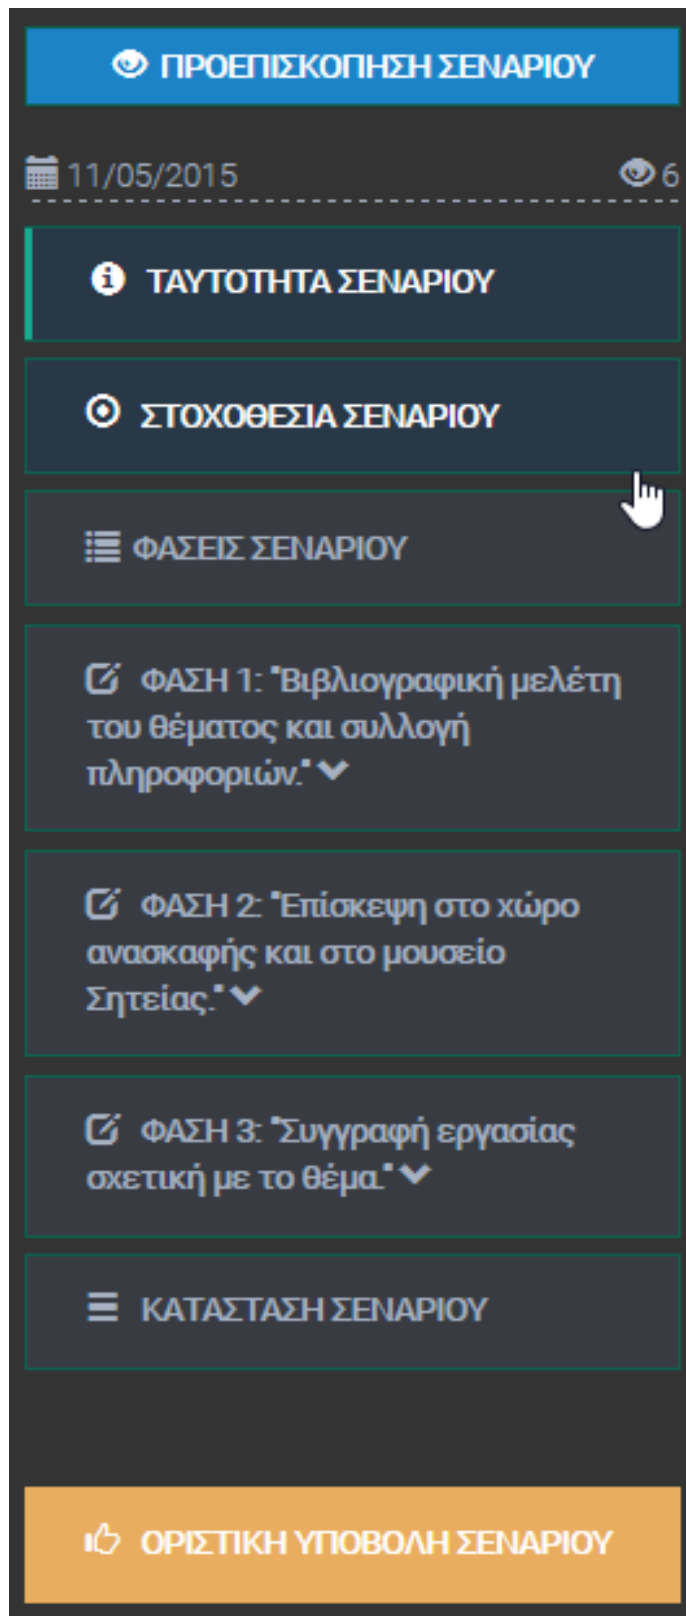 ΠΡΟΕΠΙΣΚΟΠΗΣΗ ΣΕΝΑΡΙΟΥ
11/05/2015 6
ΤΑΥΤΟΤΗΤΑ ΣΕΝΑΡΙΟΥ
ΣΤΟΧΟΘΕΣΙΑ ΣΕΝΑΡΙΟΥ
ΦΑΣΕΙΣ ΣΕΝΑΡΙΟΥ
ΦΑΣΗ 1: "Βιβλιογραφική μελέτη
του θέματος και συλλογή
πληροφοριών."
ΦΑΣΗ 2: "Επίσκεψη στο χώρο
ανασκαφής και στο μουσείο
Σητείας."
ΦΑΣΗ 3: "Συγγραφή εργασίας
σχετική με το θέμα."
ΚΑΤΑΣΤΑΣΗ ΣΕΝΑΡΙΟΥ
ΟΡΙΣΤΙΚΗ ΥΠΟΒΟΛΗ ΣΕΝΑΡΙΟΥ